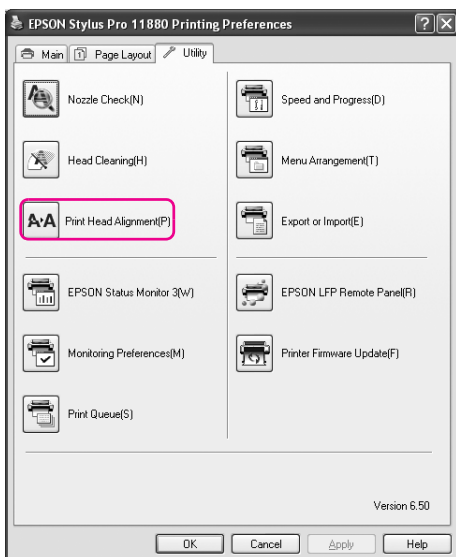 EPSON Stylus Pro 11880 Printing Preferences
Main Page Layout Utility
Nozzle Check(N)
Speed and Progress(D)
Head Cleaning(H)
Menu Arrangement(T)
A·A Print Head Alignment(P)
Export or Import(E)
EPSON Status Monitor 3(W)
EPSON LFP Remote Panel(R)
Monitoring Preferences(M)
Printer Firmware Update(F)
Print Queue(S)
Version 6.50
OK Cancel Apply Help